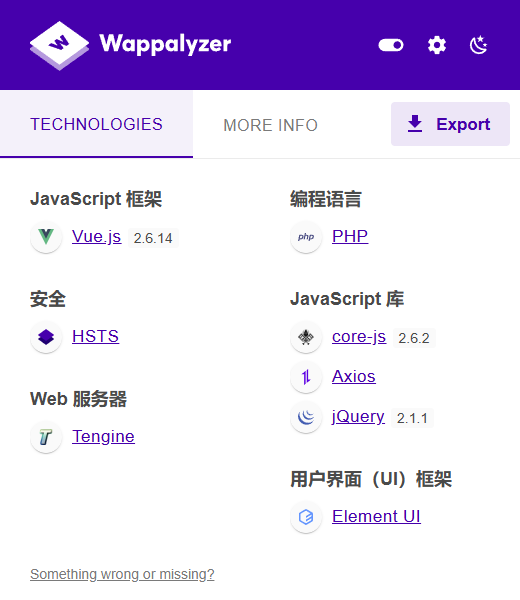 Wappalyzer
TECHNOLOGIES
MORE INFO
Export
JavaScript 框架
Vue.js 2.6.14
安全
HSTS
Web 服务器
Tengine
编程语言
php PHP
JavaScript 库
core-js 2.6.2
Axios
jQuery 2.1.1
用户界面（UI）框架
Element UI
Something wrong or missing?